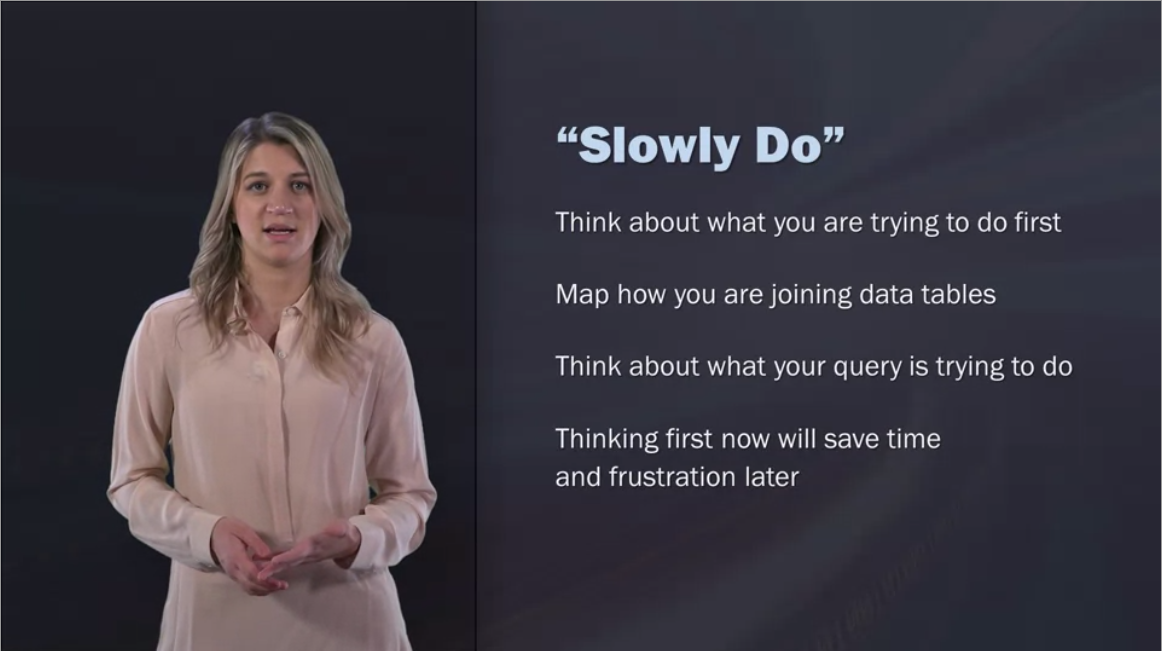 “Slowly Do”
Think about what you are trying to do first
Map how you are joining data tables
Think about what your query is trying to do
Thinking first now will save time
and frustration later